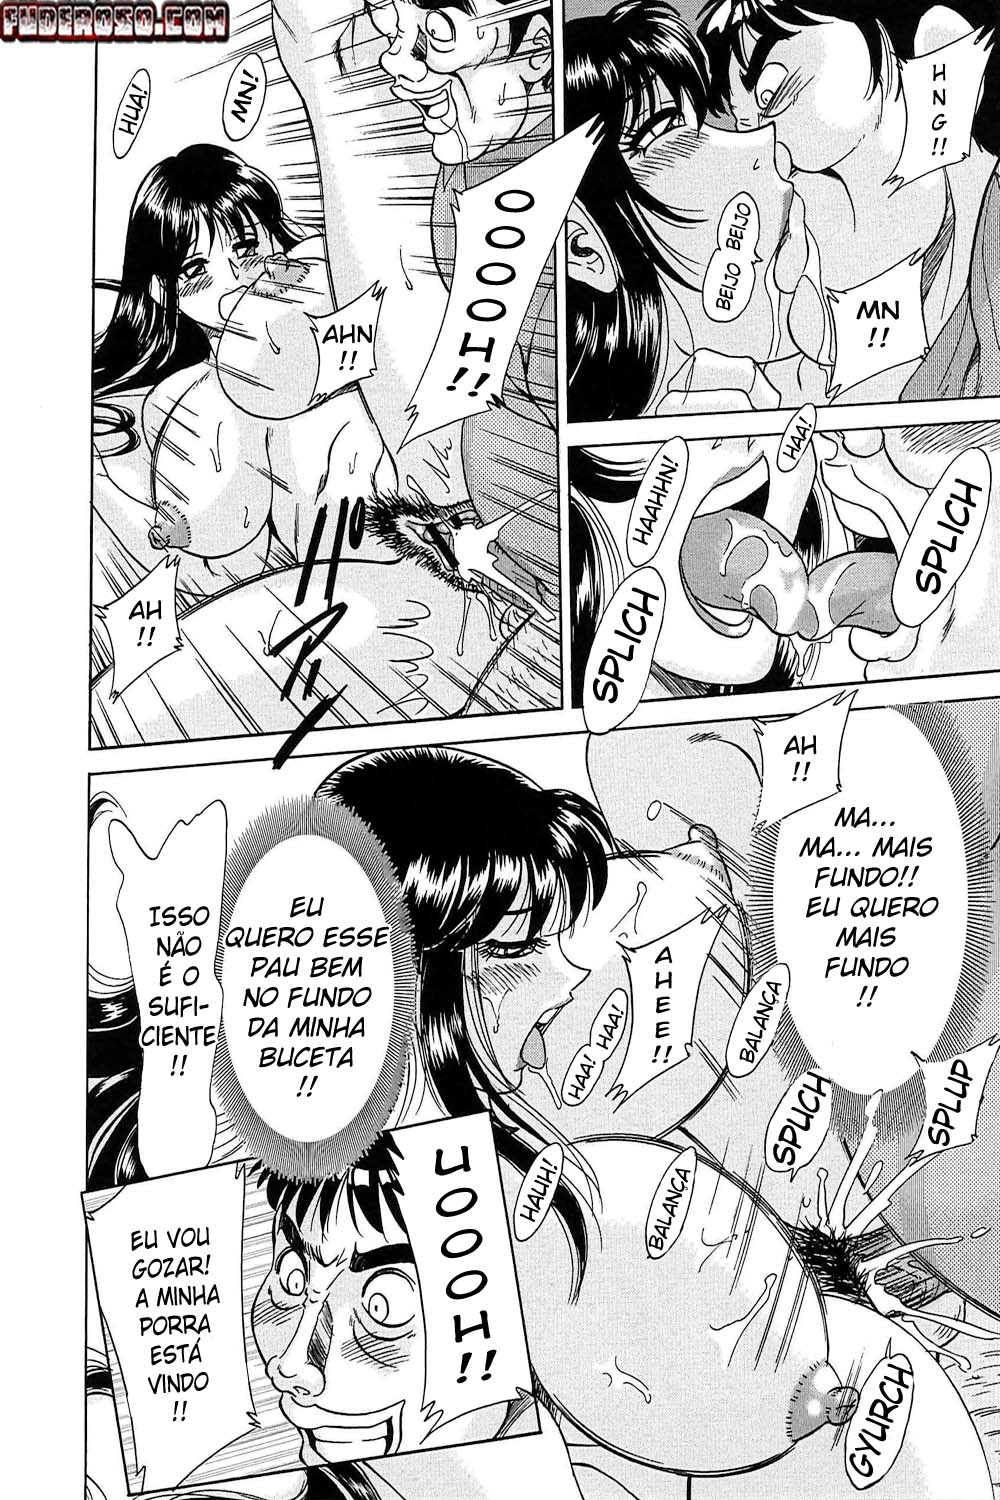 FUDEROSO.COM
HNG!!
BEIJO BEIJO
MN
!!
MN!
HUA!
OOOOOH!!
AHN
!!
AH
!!
HAA!
HAAHHN!
SPLICH
SPLICH
AH
!!
MA...
MA... MAIS
FUNDO!!
EU QUERO
MAIS
FUNDO
!!
AHEE!!
HAA! HAA!
BALANÇA
SPUCH
SPLUP
EU
QUERO ESSE
PAU BEM
NO FUNDO
DA MINHA
BUCETA
!!
ISSO
NÃO
É O
SUFI-
CIENTE
!!
HAUH!
BALANÇA
GYURCH
UOOOH!!
EU VOU
GOZAR!
A MINHA
PORRA
ESTÁ
VINDO
!!